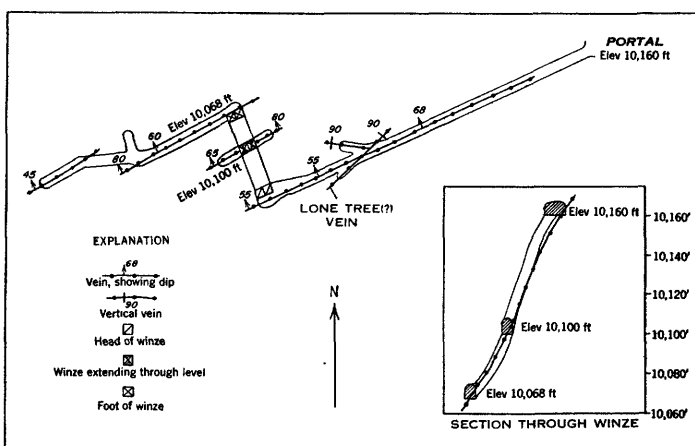 PORTAL
Elev 10,160 ft
Elev 10,068 ft
60
80
45
60
65
Elev 10,100 ft
55
55
90
90
68
LONE TREE(?)
VEIN
EXPLANATION
68
Vein, showing dip
90
Vertical vein
Head of winze
Winze extending through level
Foot of winze
N
Elev 10,160 ft
Elev 10,100 ft
Elev 10,068 ft
10,160'
10,140'
10,120'
10,100'
10,080'
10,060'
SECTION THROUGH WINZE